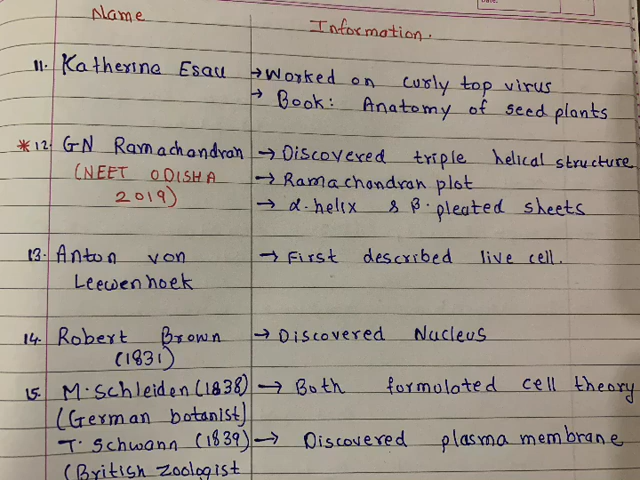 Date:
Name Information.
11. Katherine Esau → Worked on curly top virus
→ Book: Anatomy of seed plants
*12. GN Ramachandran → Discovered triple helical structure
(NEET ODISHA → Ramachandran plot
2019) → α-helix & β-pleated sheets
13. Anton von → First described live cell.
Leewenhoek
14. Robert Brown → Discovered Nucleus
(1831)
15. M. Schleiden (1838) → Both formulated cell theory
(German botanist)
T. Schwann (1839) → Discovered plasma membrane
(British Zoologist